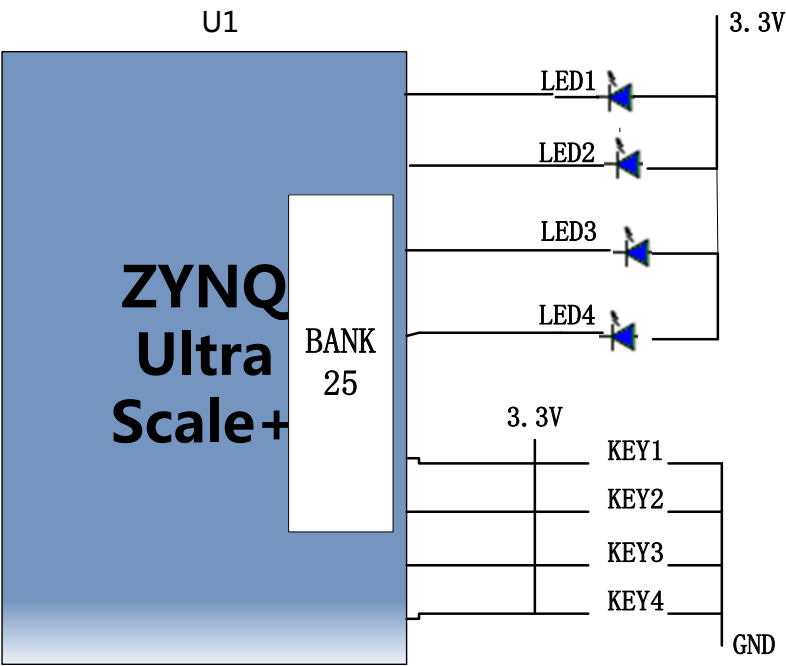 U1
3.3V
LED1
LED2
LED3
LED4
ZYNQ
Ultra
Scale+
BANK
25
3.3V
KEY1
KEY2
KEY3
KEY4
GND